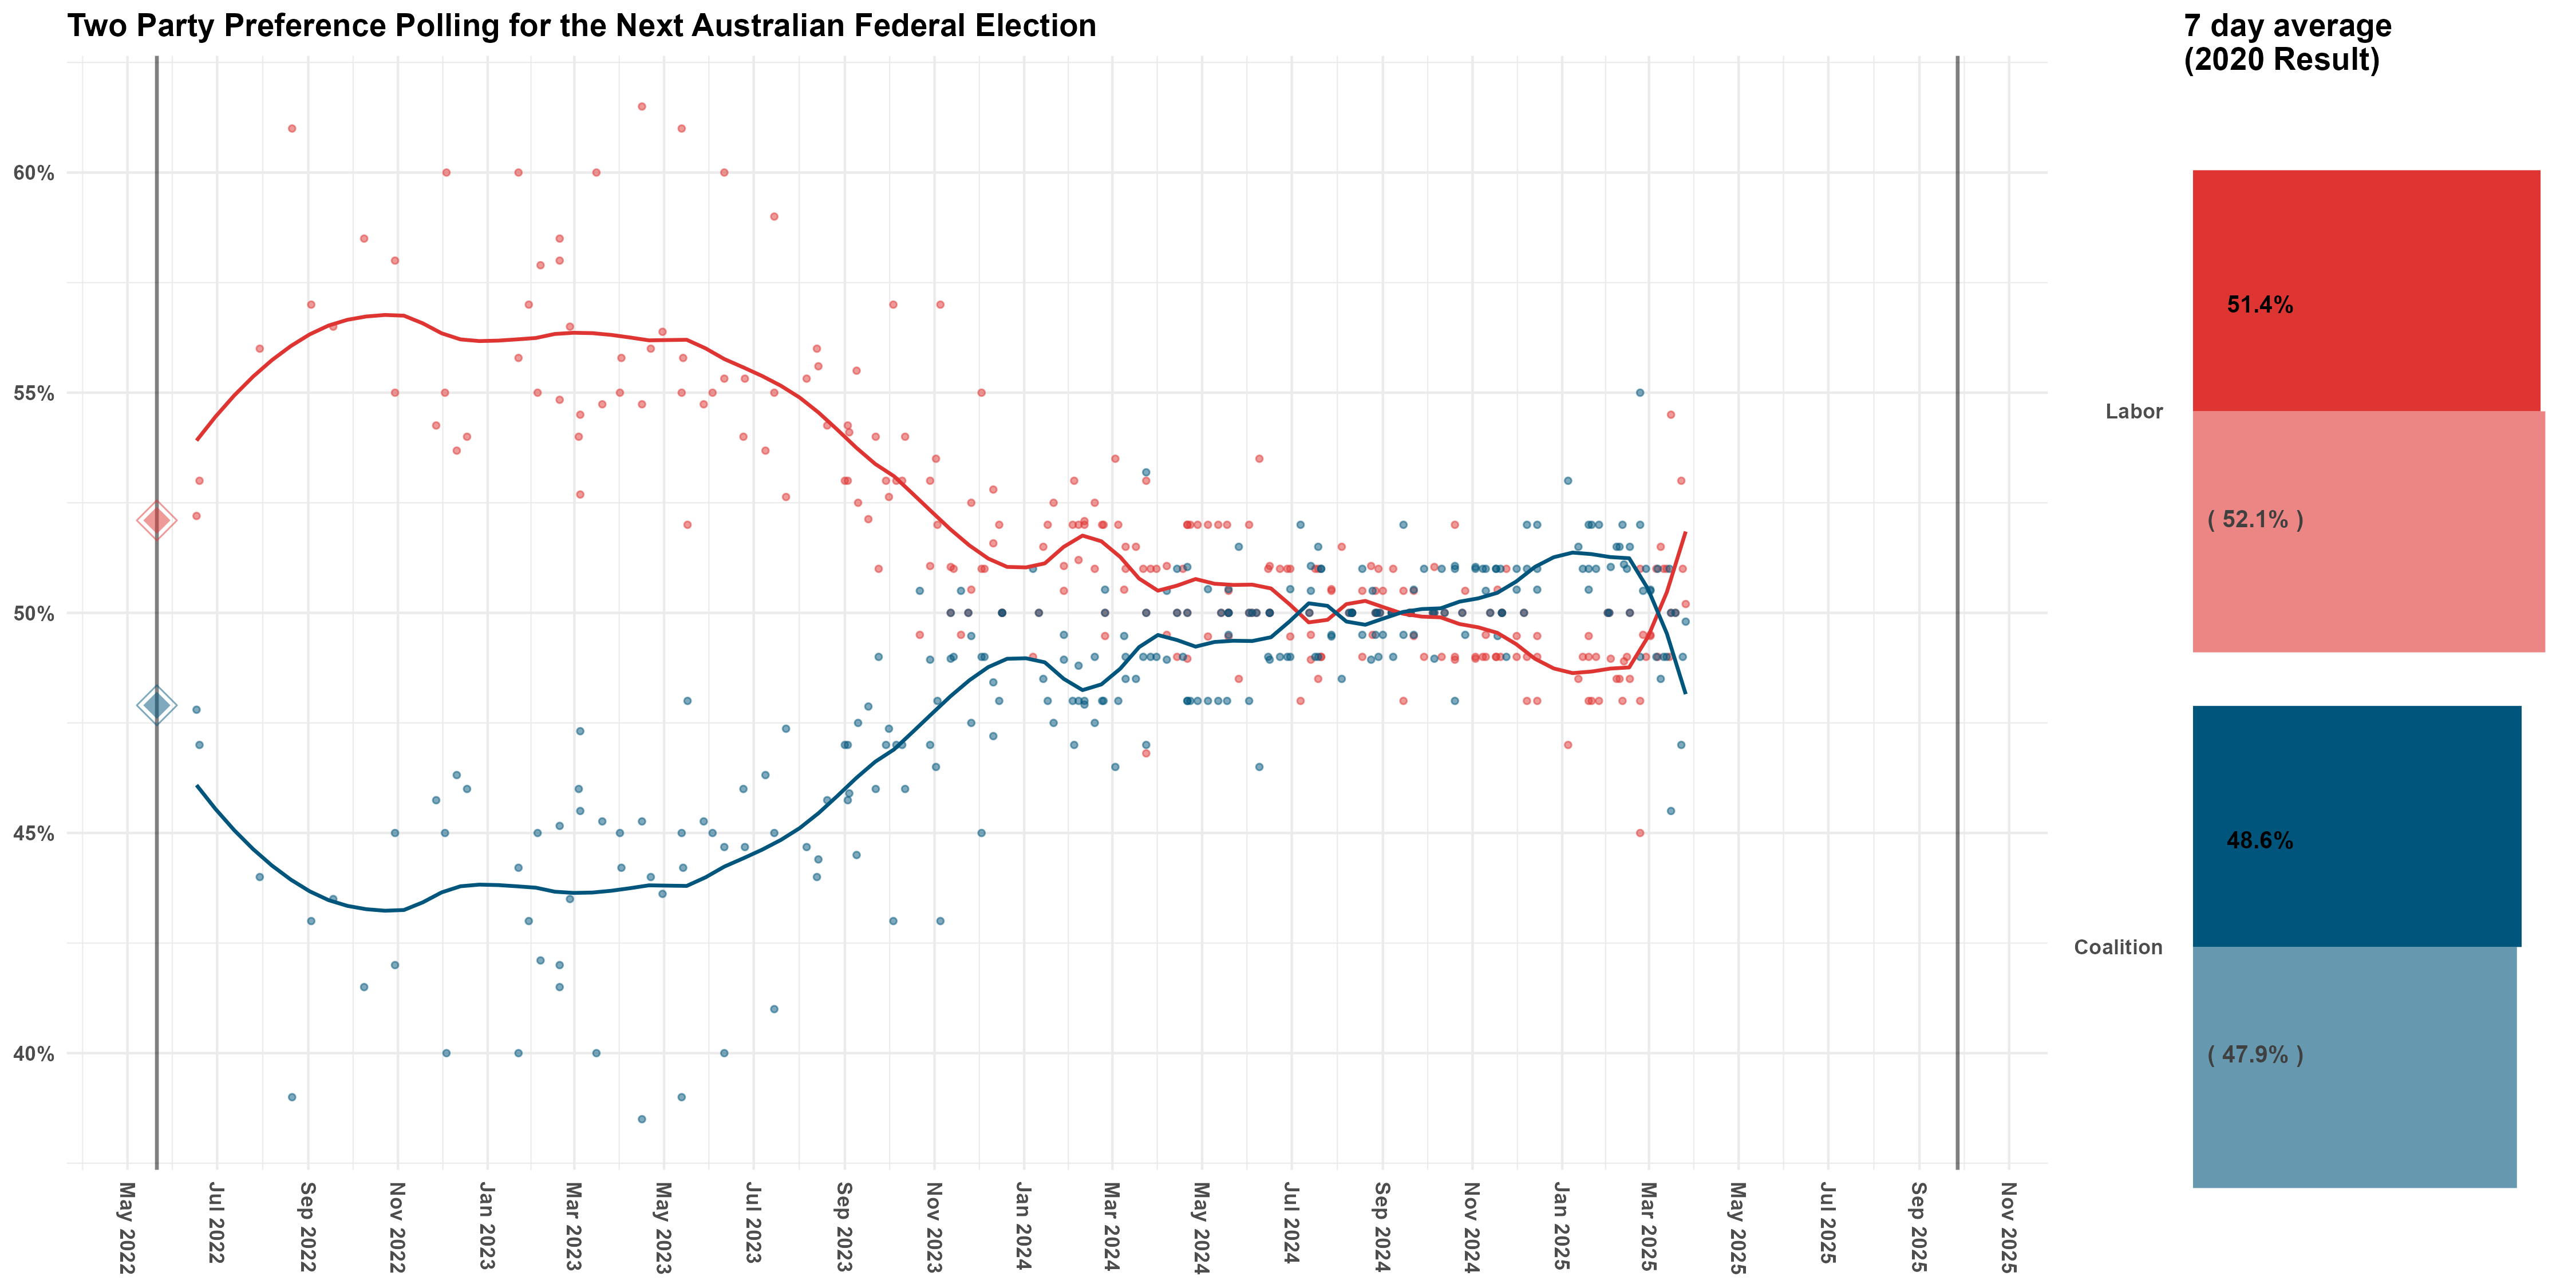 Two Party Preference Polling for the Next Australian Federal Election
60%
55%
50%
45%
40%
May 2022
Jul 2022
Sep 2022
Nov 2022
Jan 2023
Mar 2023
May 2023
Jul 2023
Sep 2023
Nov 2023
Jan 2024
Mar 2024
May 2024
Jul 2024
Sep 2024
Nov 2024
Jan 2025
Mar 2025
May 2025
Jul 2025
Sep 2025
Nov 2025
7 day average
(2020 Result)
Labor
51.4%
( 52.1% )
Coalition
48.6%
( 47.9% )